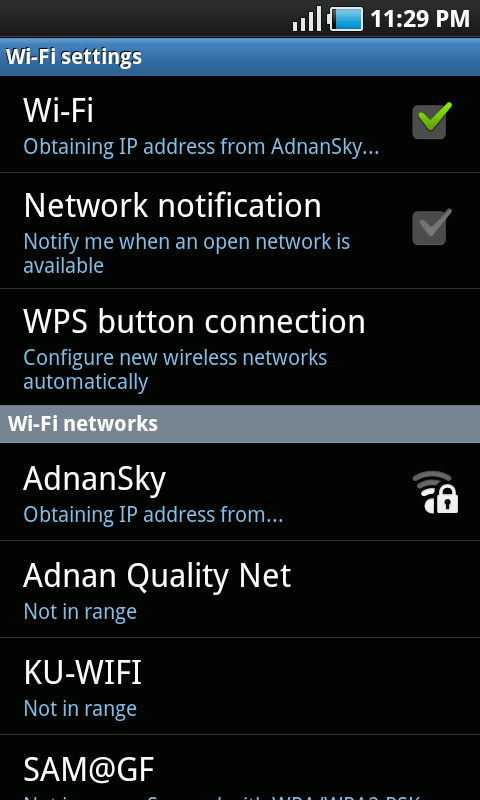 11:29 PM
Wi-Fi settings
Wi-Fi
Obtaining IP address from AdnanSky...
Network notification
Notify me when an open network is
available
WPS button connection
Configure new wireless networks
automatically
Wi-Fi networks
AdnanSky
Obtaining IP address from...
Adnan Quality Net
Not in range
KU-WIFI
Not in range
SAM@GF